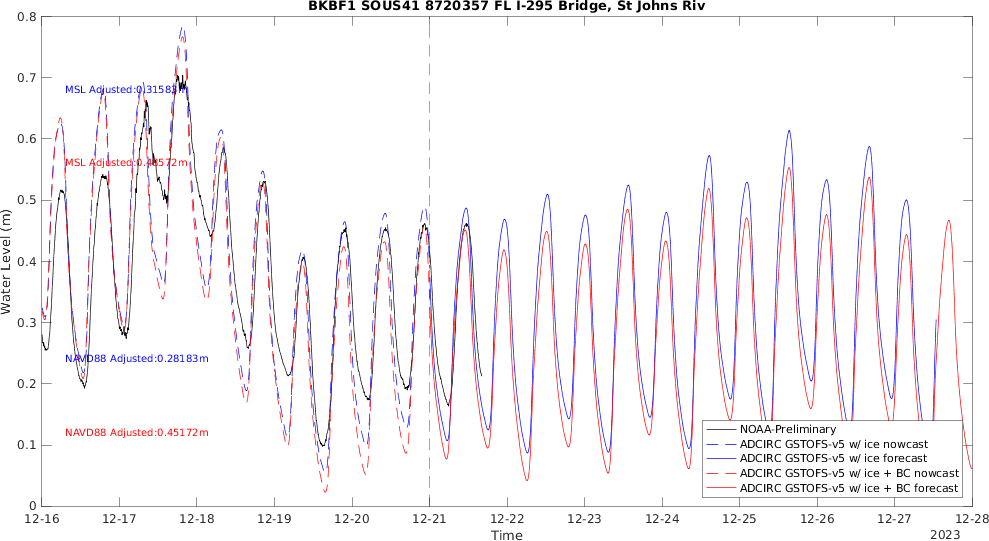 BKBF1 SOUS41 8720357 FL I-295 Bridge, St Johns Riv
0.8
0.7
0.6
0.5
0.4
0.3
0.2
0.1
0
Water Level (m)
MSL Adjusted:0.31583m
MSL Adjusted:0.48572m
NAVD88 Adjusted:0.28183m
NAVD88 Adjusted:0.45172m
NOAA-Preliminary
ADCIRC GSTOFS-v5 w/ ice nowcast
ADCIRC GSTOFS-v5 w/ ice forecast
ADCIRC GSTOFS-v5 w/ ice + BC nowcast
ADCIRC GSTOFS-v5 w/ ice + BC forecast
12-16 12-17 12-18 12-19 12-20 12-21 12-22 12-23 12-24 12-25 12-26 12-27 12-28
Time
2023